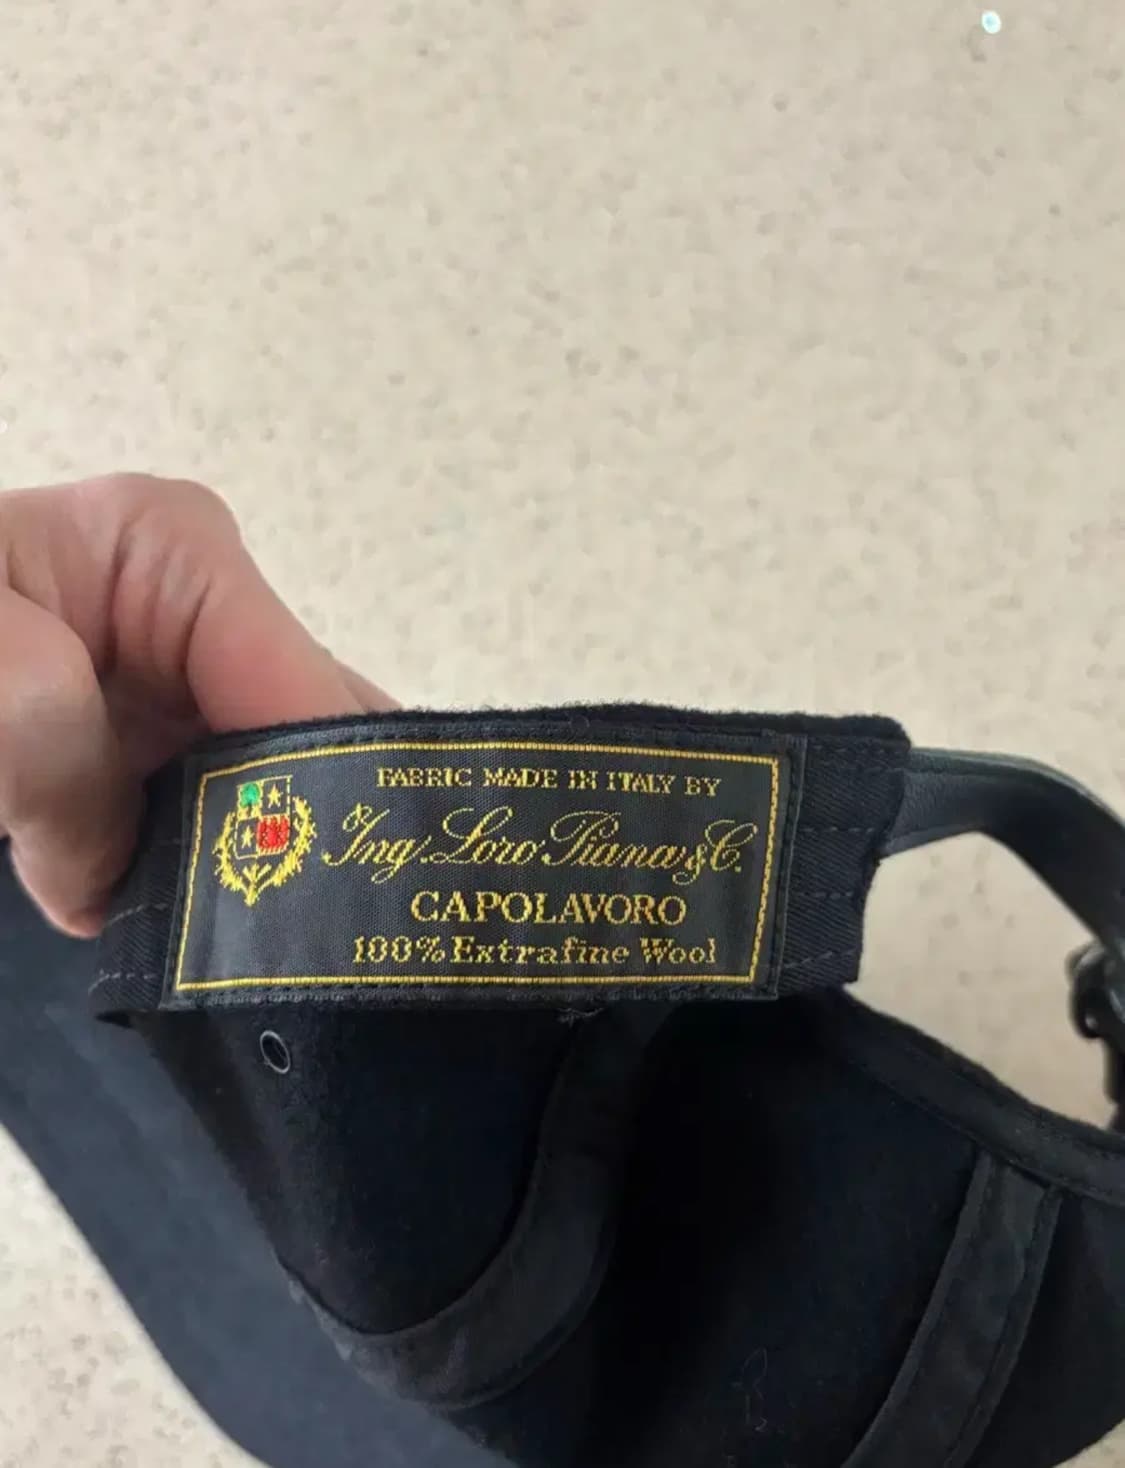 FABRIC MADE IN ITALY BY
Ing. Loro Piana & C.
CAPOLAVORO
100% Extrafine Wool